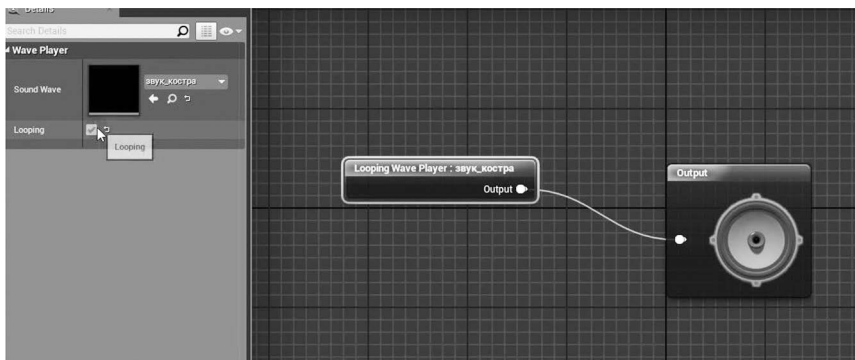 Details
Search Details
Wave Player
Sound Wave
звук_костра
Looping
Looping
Looping Wave Player : звук_костра
Output
Output